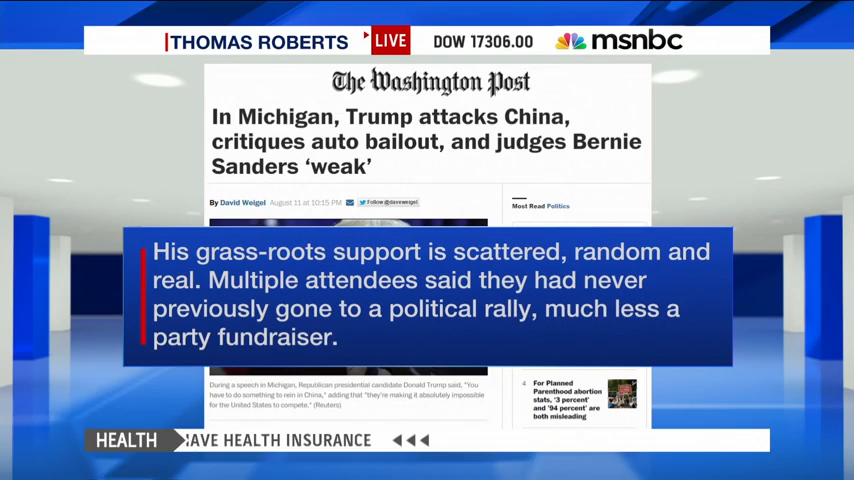 THOMAS ROBERTS LIVE DOW 17306.00 msnbc
The Washington Post
In Michigan, Trump attacks China,
critiques auto bailout, and judges Bernie
Sanders ‘weak’
By David Weigel August 11 at 10:15 PM Follow @daveweigel
Most Read Politics
His grass-roots support is scattered, random and
real. Multiple attendees said they had never
previously gone to a political rally, much less a
party fundraiser.
During a speech in Michigan, Republican presidential candidate Donald Trump said, "You
have to do something to rein in China," adding that "they're making it absolutely impossible
for the United States to compete." (Reuters)
4 For Planned
Parenthood abortion
stats, ‘3 percent’
and ‘94 percent’ are
both misleading
HEALTH AVE HEALTH INSURANCE